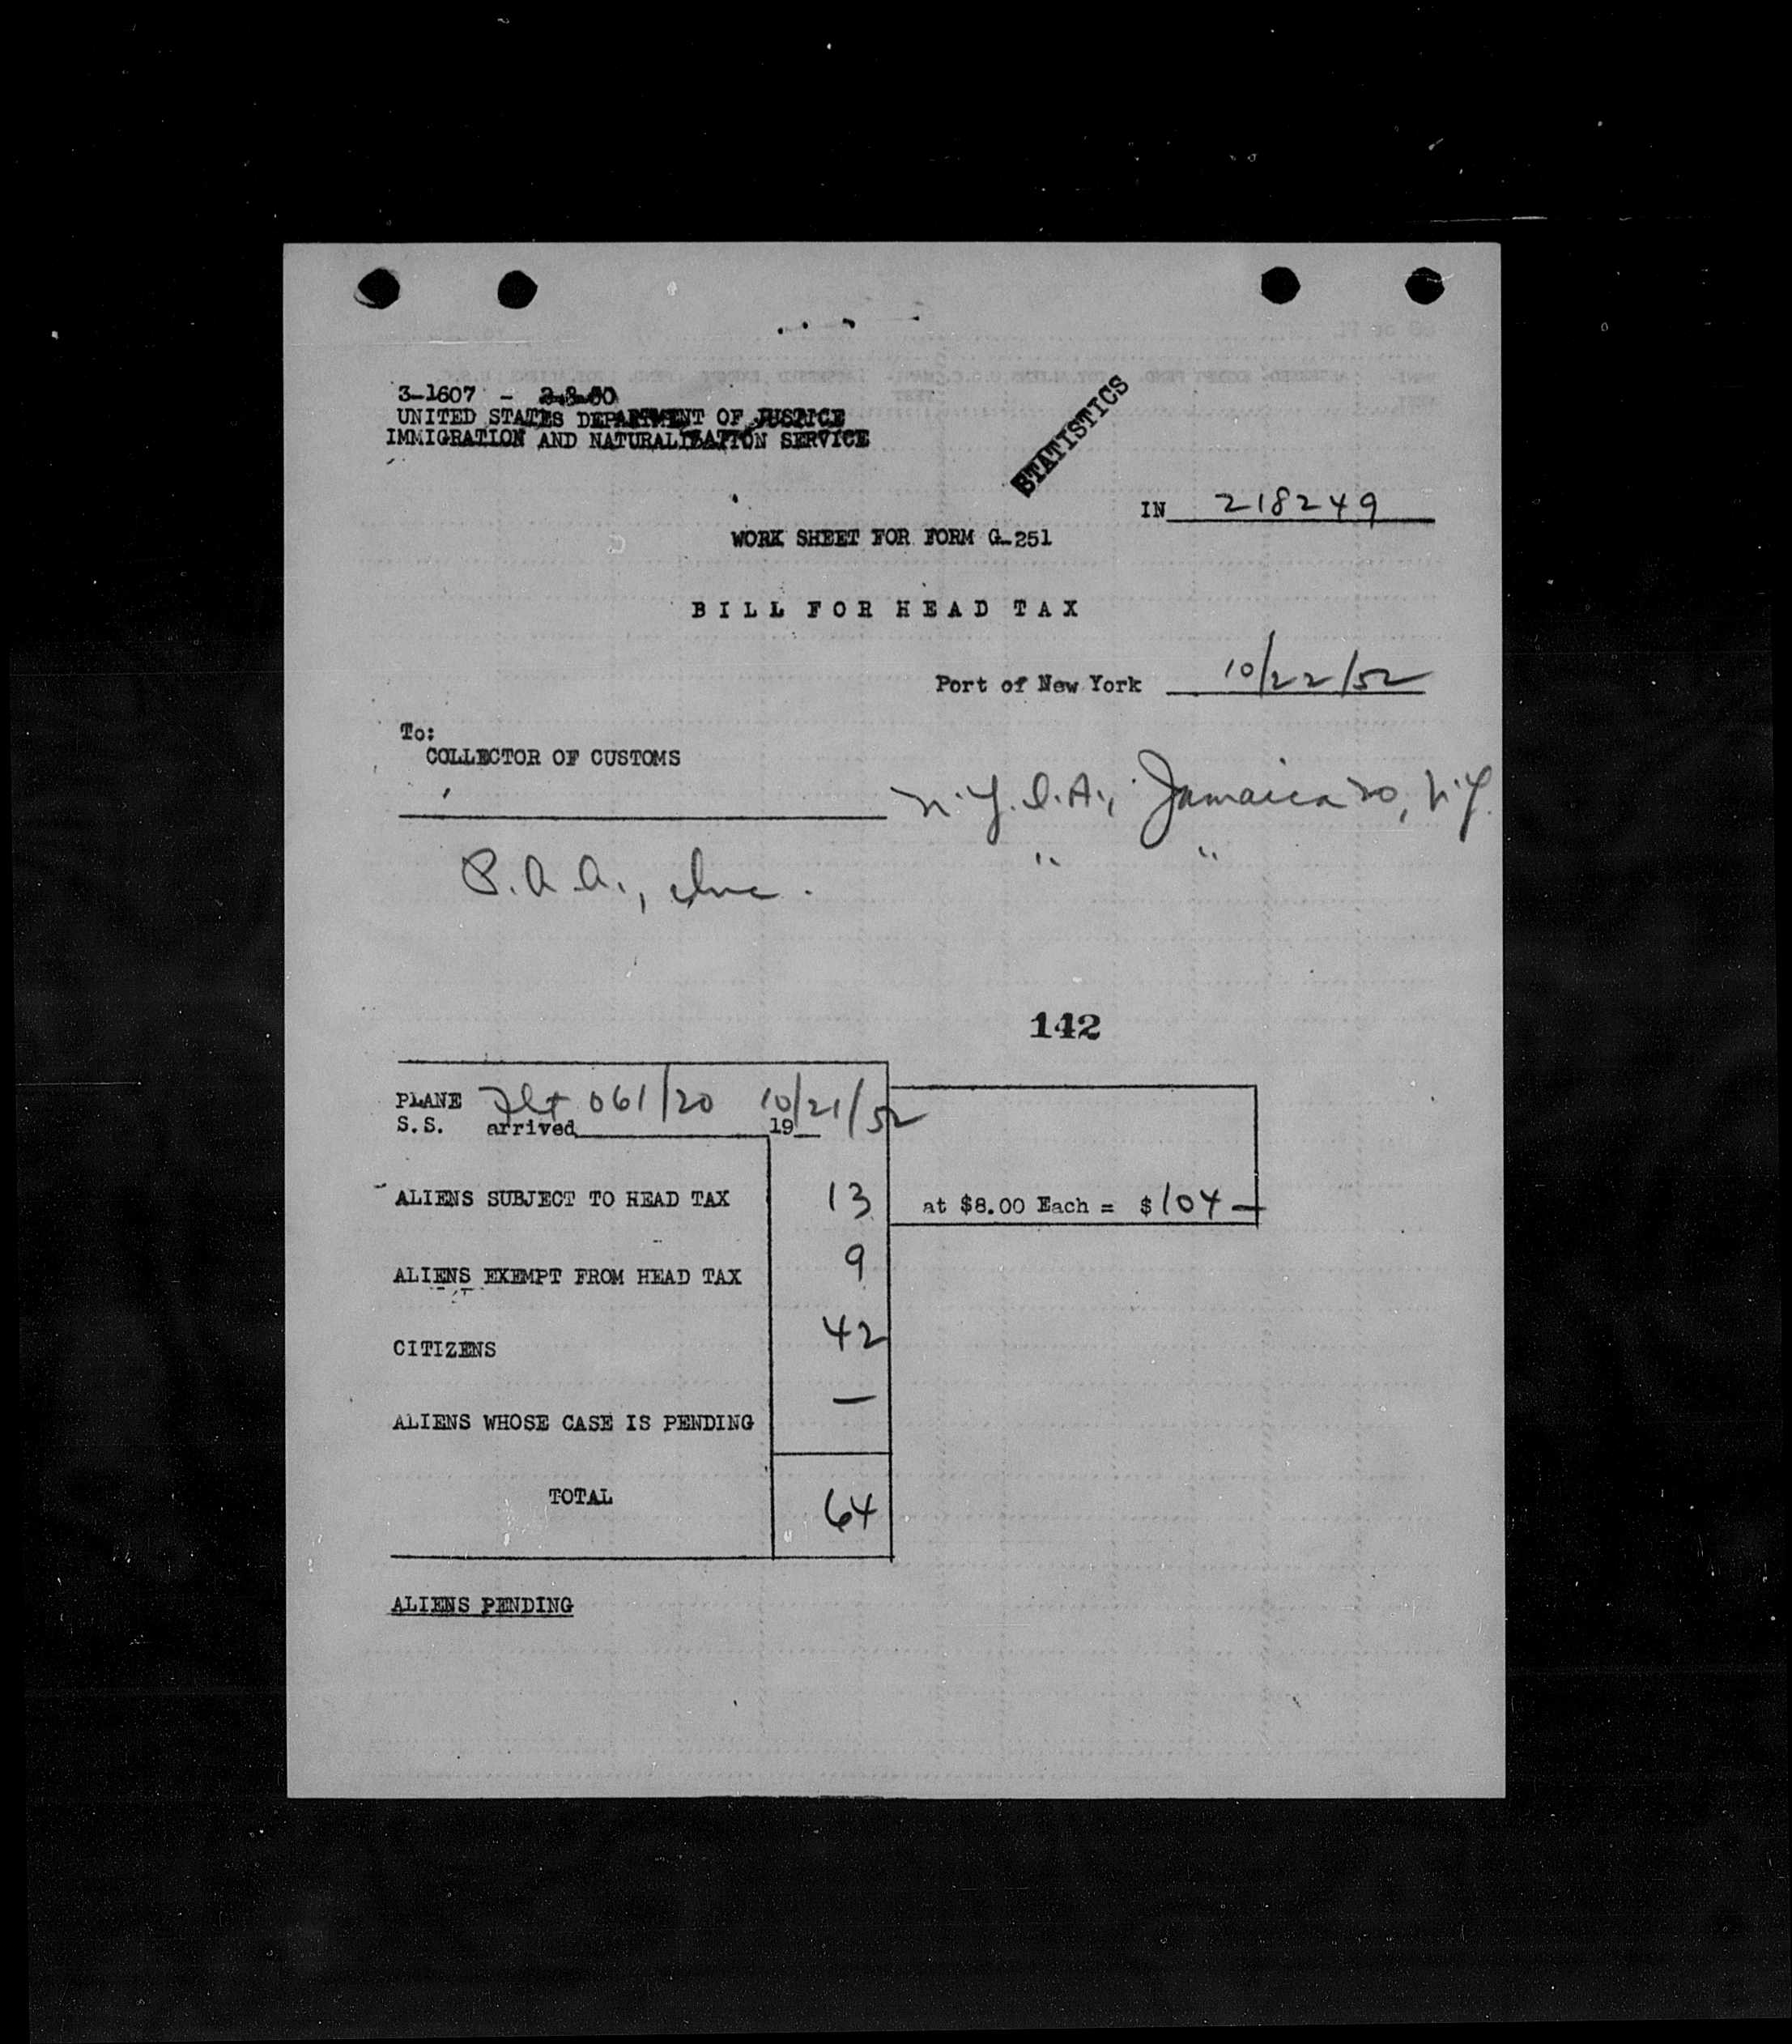 3-1607 - 2-8-50
UNITED STATES DEPARTMENT OF JUSTICE
IMMIGRATION AND NATURALIZATION SERVICE
STATISTICS
IN 218249
WORK SHEET FOR FORM G-251
BILL FOR HEAD TAX
Port of New York 10/22/52
To:
COLLECTOR OF CUSTOMS
N.Y.I.A., Jamaica 30, N.Y.
P.A.A., Inc. " "
142
PLANE Flt 061/20 10/21/52
S.S. arrived 19
ALIENS SUBJECT TO HEAD TAX 13 at $8.00 Each = $104-
ALIENS EXEMPT FROM HEAD TAX 9
CITIZENS 42
ALIENS WHOSE CASE IS PENDING —
TOTAL 64
ALIENS PENDING